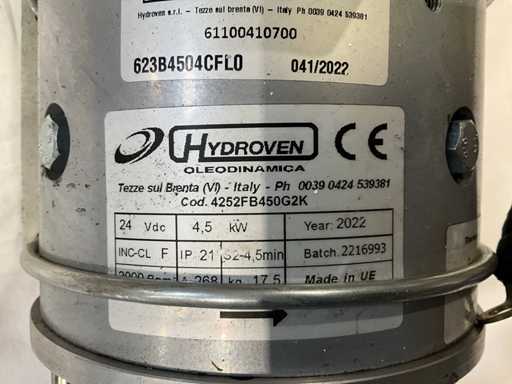 Hydroven s.r.l. - Tezze sul brenta (VI) - Italy Ph 0039 0424 539381
61100410700
623B4504CFL0 041/2022
HYDROVEN CE
OLEODINAMICA
Tezze sul Brenta (VI) - Italy - Ph 0039 0424 539381
Cod. 4252FB450G2K
24 Vdc 4,5 kW Year: 2022
INC-CL F IP 21 S2-4,5min Batch. 2216993
A 268 kg 17,5 Made in UE